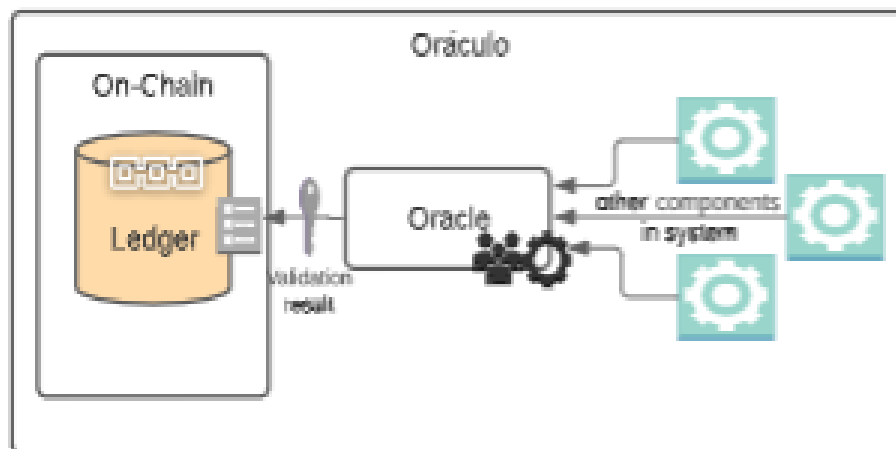 Oráculo
On-Chain
Ledger
Oracle
validation
result
other components
in system